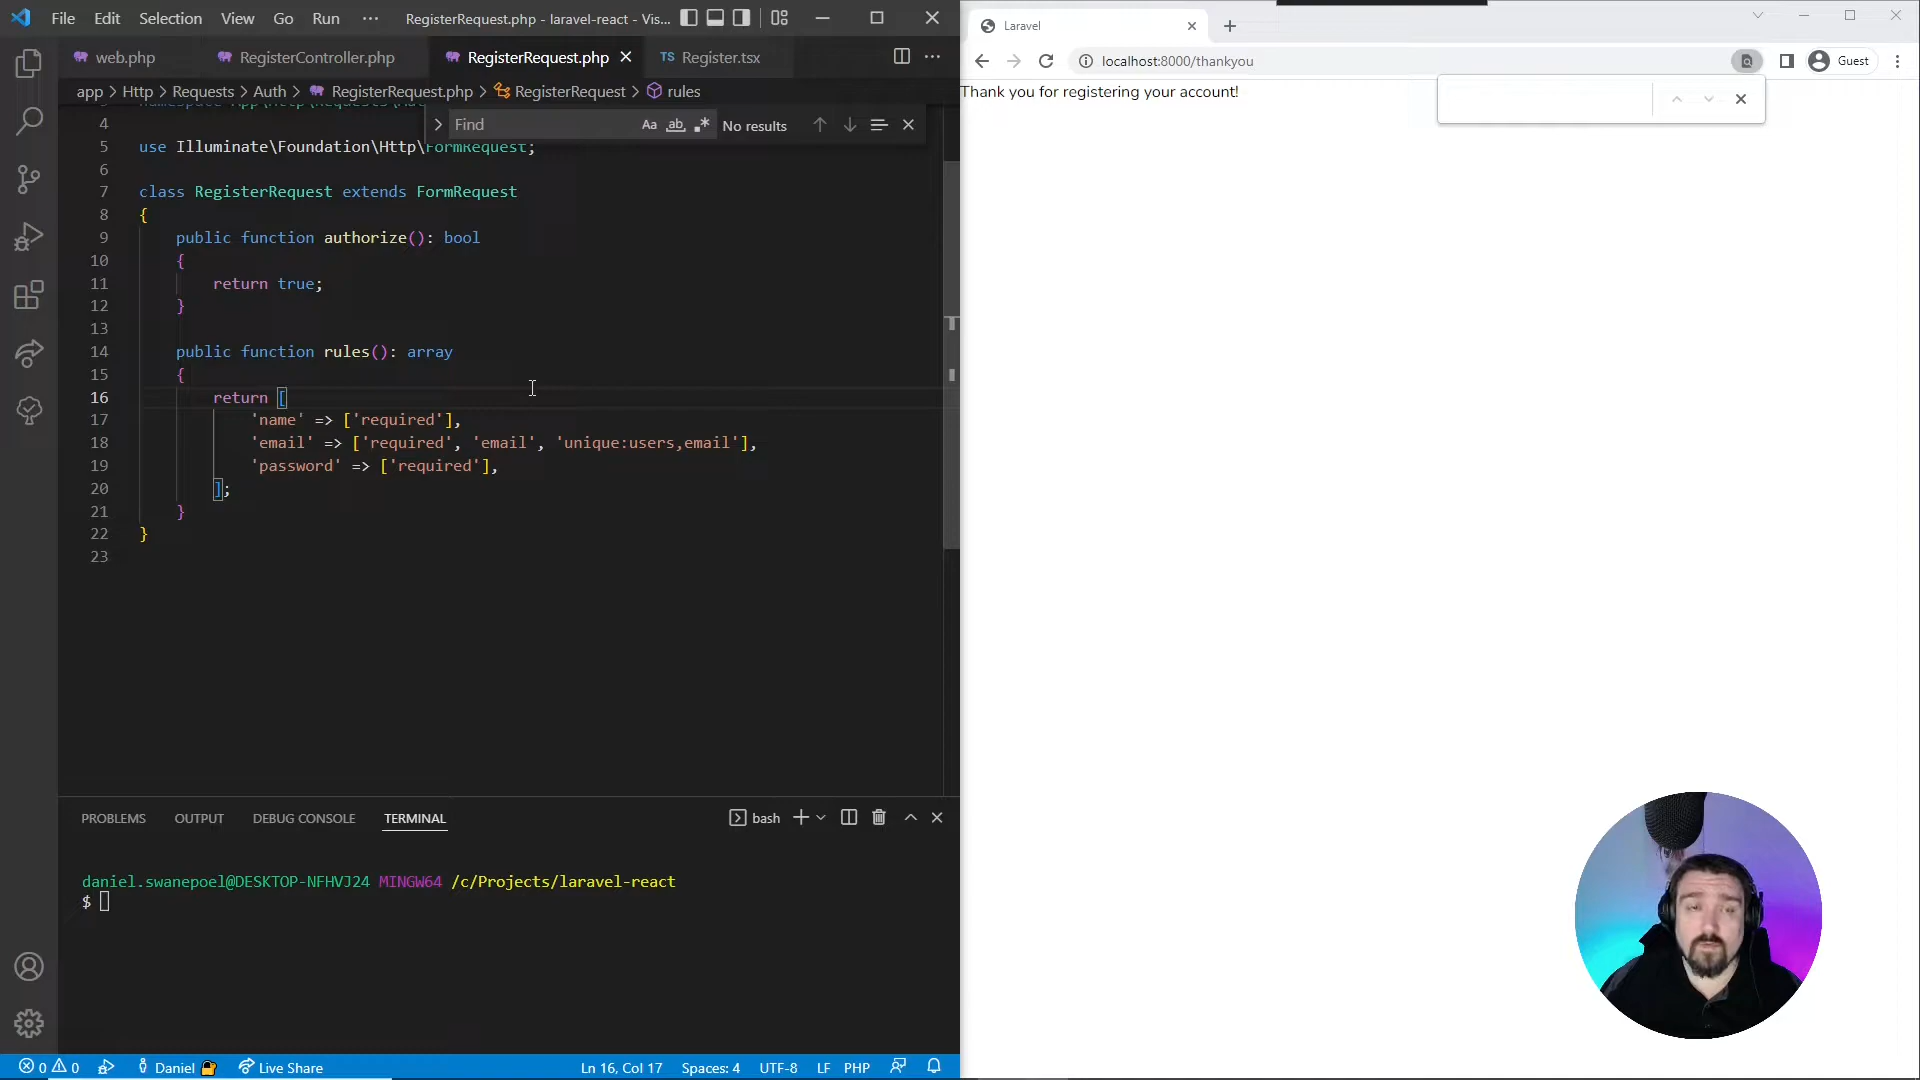 File Edit Selection View Go Run ··· RegisterRequest.php - laravel-react - Vis...
web.php RegisterController.php RegisterRequest.php TS Register.tsx
app > Http > Requests > Auth > RegisterRequest.php > RegisterRequest > rules
Find Aa ab No results
4
5 use Illuminate\Foundation\Http\FormRequest;
6
7 class RegisterRequest extends FormRequest
8 {
9 public function authorize(): bool
10 {
11 return true;
12 }
13
14 public function rules(): array
15 {
16 return [
17 'name' => ['required'],
18 'email' => ['required', 'email', 'unique:users,email'],
19 'password' => ['required'],
20 ];
21 }
22 }
23
PROBLEMS OUTPUT DEBUG CONSOLE TERMINAL bash
daniel.swanepoel@DESKTOP-NFHVJ24 MINGW64 /c/Projects/laravel-react
$
0 0 Daniel Live Share Ln 16, Col 17 Spaces: 4 UTF-8 LF PHP
Laravel
localhost:8000/thankyou Guest
Thank you for registering your account!